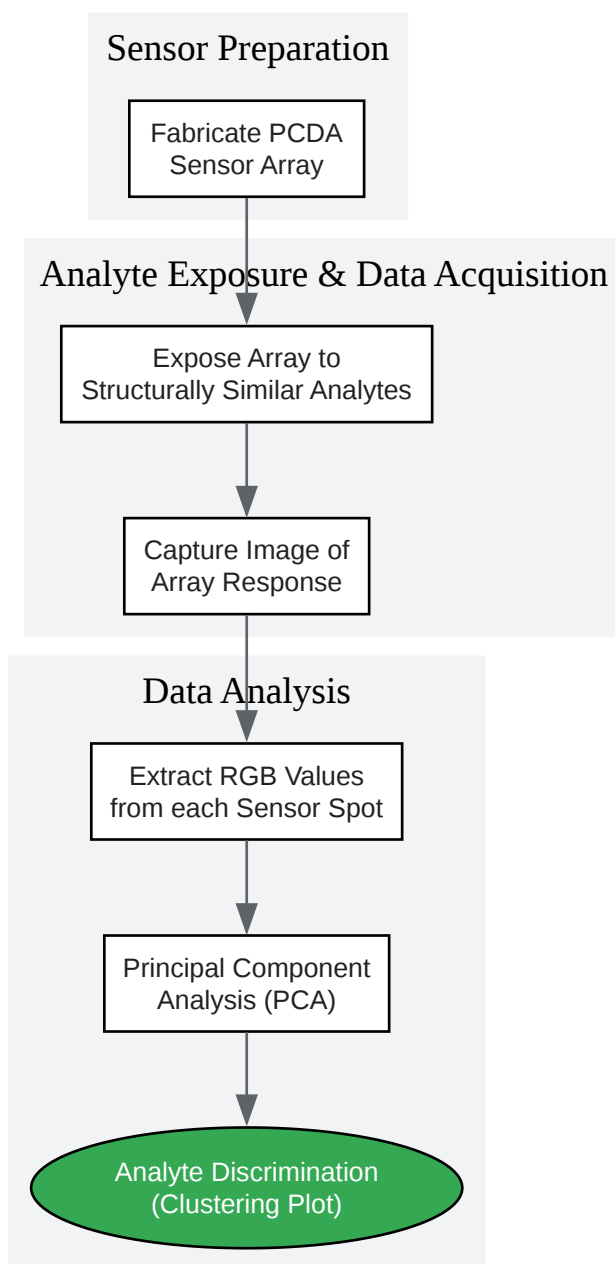 Sensor Preparation
Fabricate PCDA
Sensor Array
Analyte Exposure & Data Acquisition
Expose Array to
Structurally Similar Analytes
Capture Image of
Array Response
Data Analysis
Extract RGB Values
from each Sensor Spot
Principal Component
Analysis (PCA)
Analyte Discrimination
(Clustering Plot)